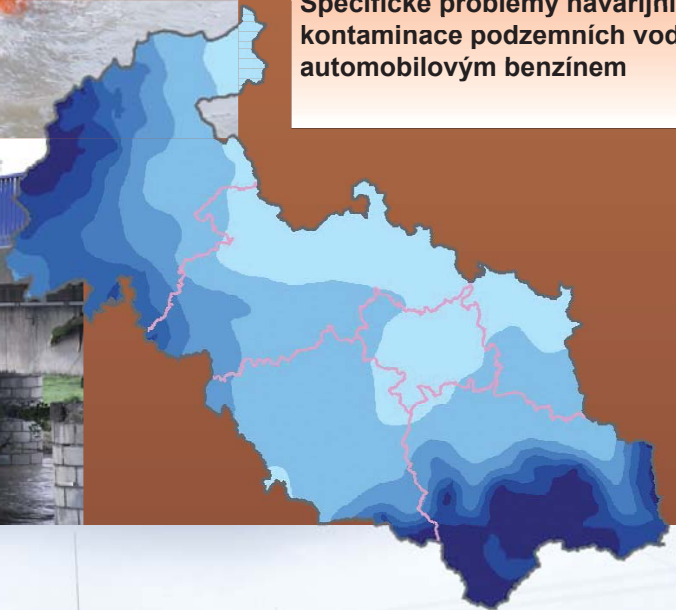 Specifické problémy havarijní
kontaminace podzemních vod
automobilovým benzínem